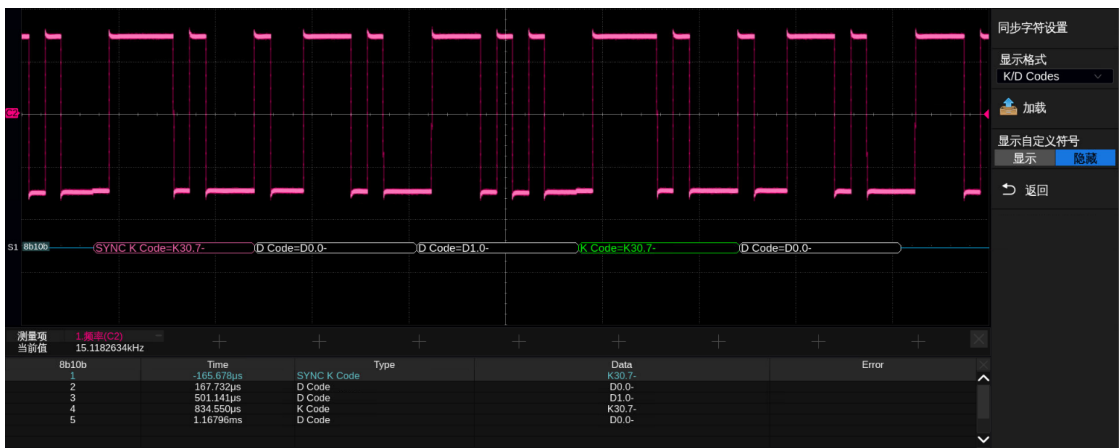 同步字符设置
显示格式
K/D Codes
加载
显示自定义符号
显示 隐藏
返回
C2
S1 8b10b SYNC K Code=K30.7- D Code=D0.0- D Code=D1.0- K Code=K30.7- D Code=D0.0-
测量项 1.频率(C2)
当前值 15.1182634kHz
8b10b Time Type Data Error
1 -165.678μs SYNC K Code K30.7-
2 167.732μs D Code D0.0-
3 501.141μs D Code D1.0-
4 834.550μs K Code K30.7-
5 1.16796ms D Code D0.0-